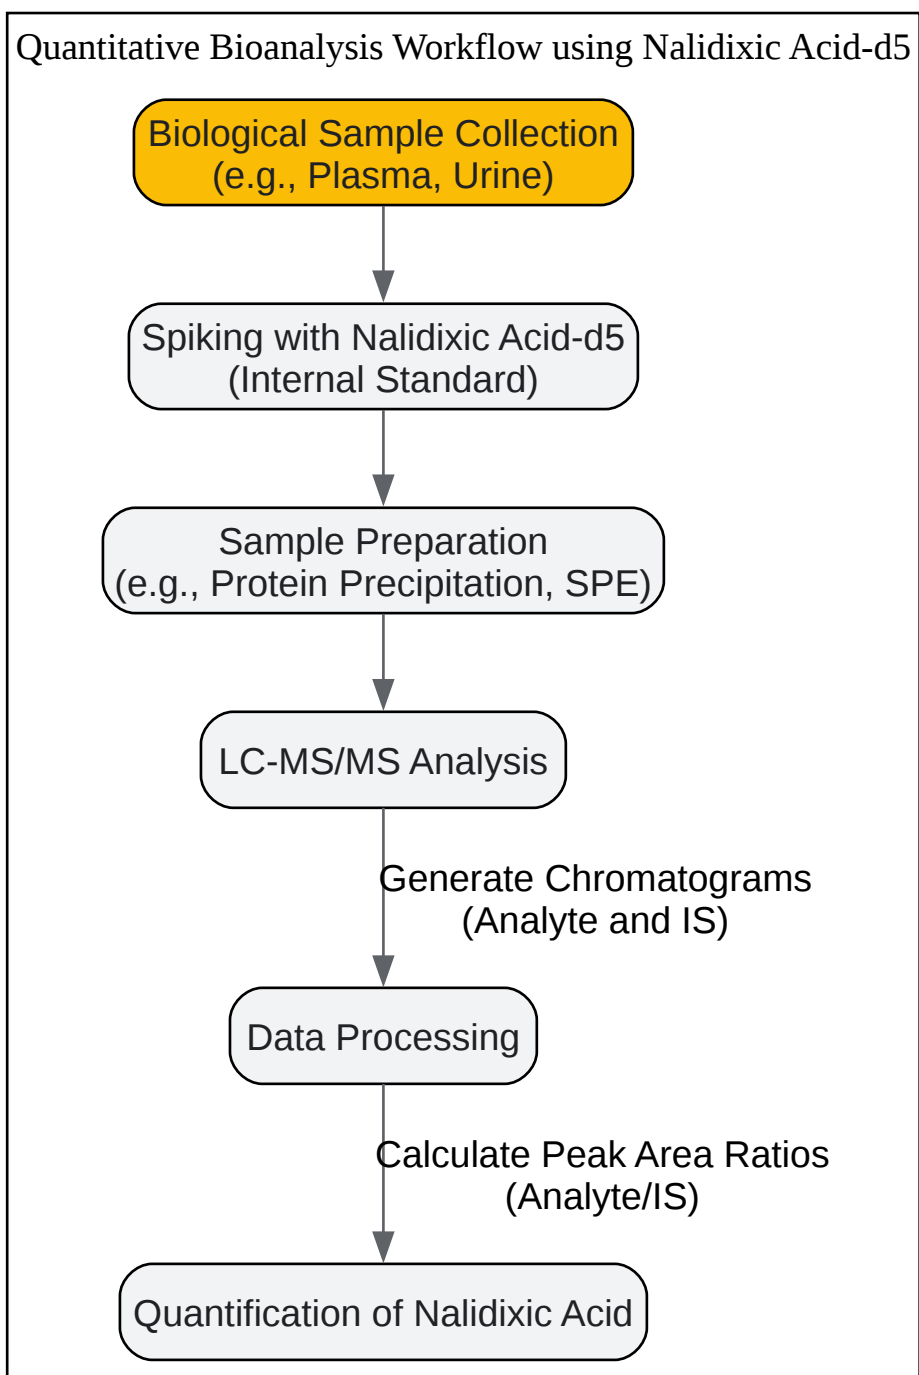 Quantitative Bioanalysis Workflow using Nalidixic Acid-d5
Biological Sample Collection
(e.g., Plasma, Urine)
Spiking with Nalidixic Acid-d5
(Internal Standard)
Sample Preparation
(e.g., Protein Precipitation, SPE)
LC-MS/MS Analysis
Generate Chromatograms
(Analyte and IS)
Data Processing
Calculate Peak Area Ratios
(Analyte/IS)
Quantification of Nalidixic Acid